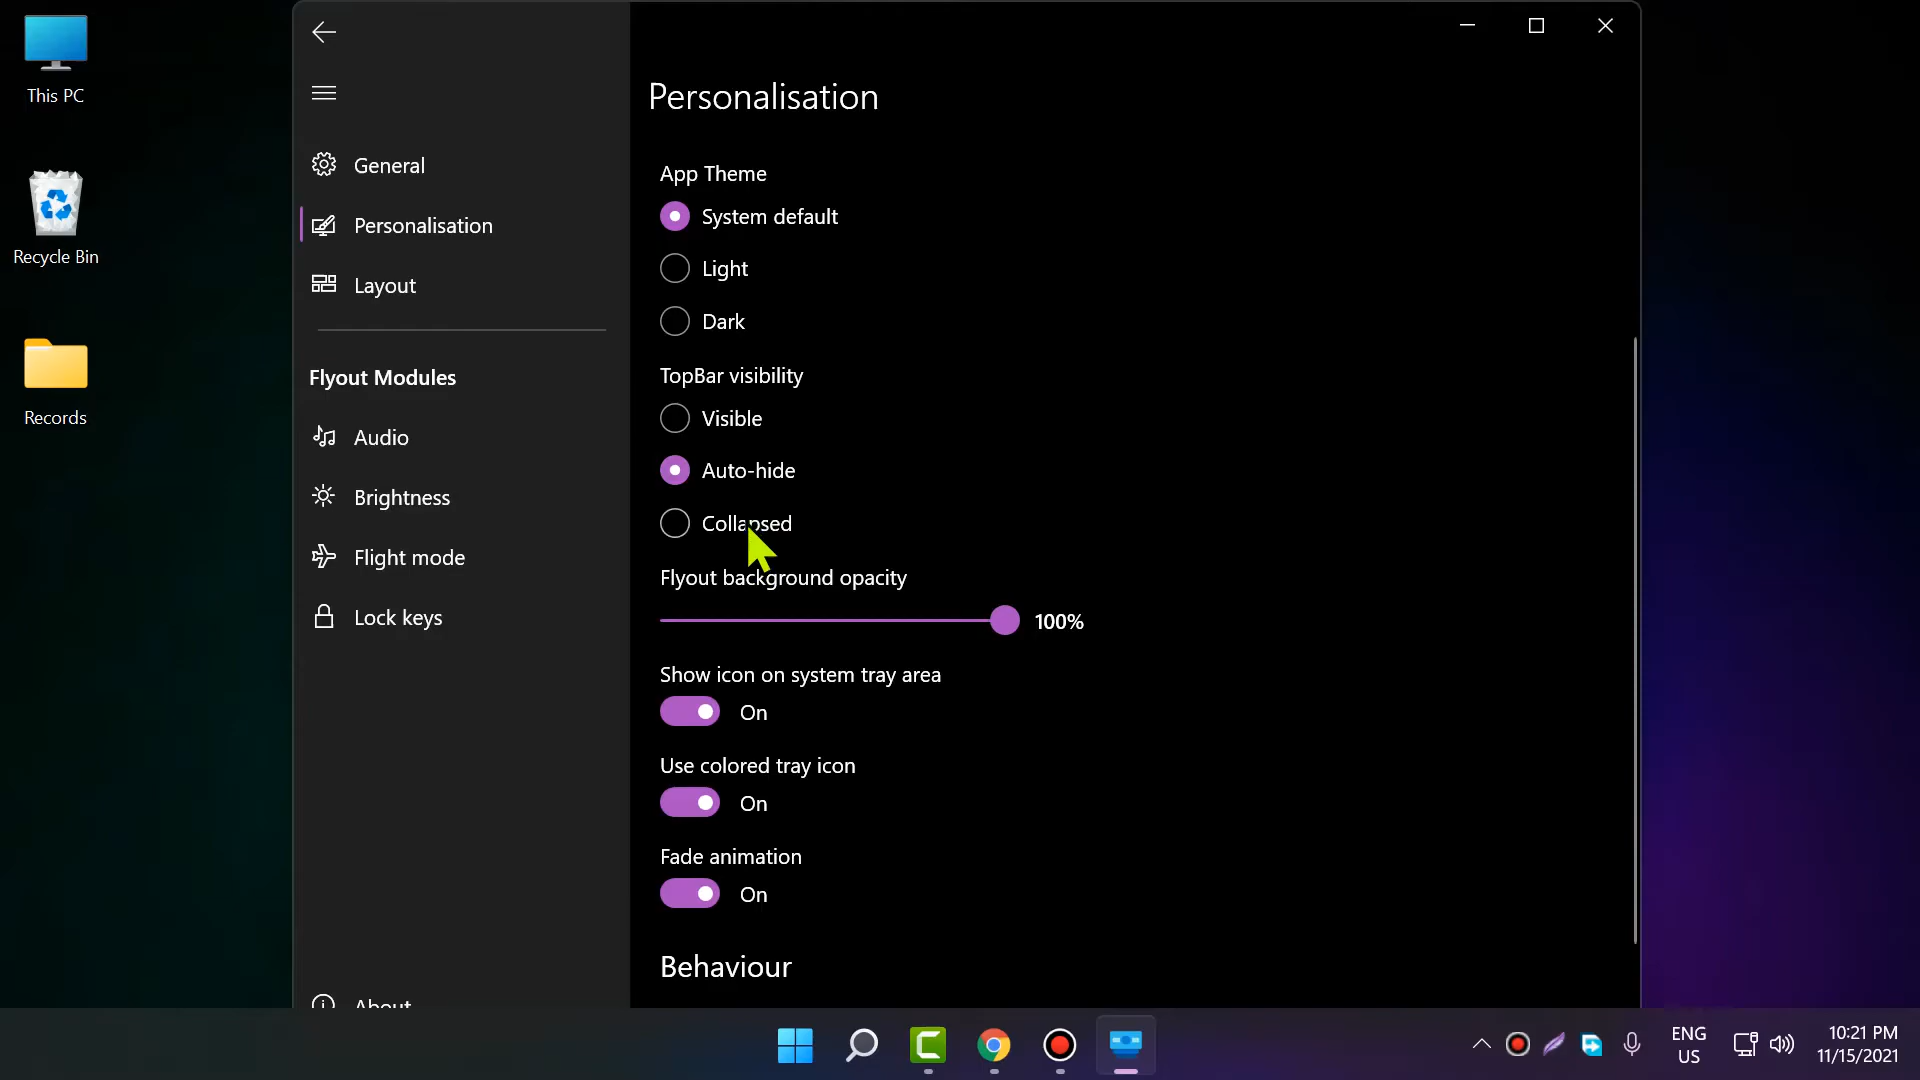 This PC
Recycle Bin
Records
General
Personalisation
Layout
Flyout Modules
Audio
Brightness
Flight mode
Lock keys
About
Personalisation
App Theme
System default
Light
Dark
TopBar visibility
Visible
Auto-hide
Collapsed
Flyout background opacity
100%
Show icon on system tray area
On
Use colored tray icon
On
Fade animation
On
Behaviour
ENG
US
10:21 PM
11/15/2021